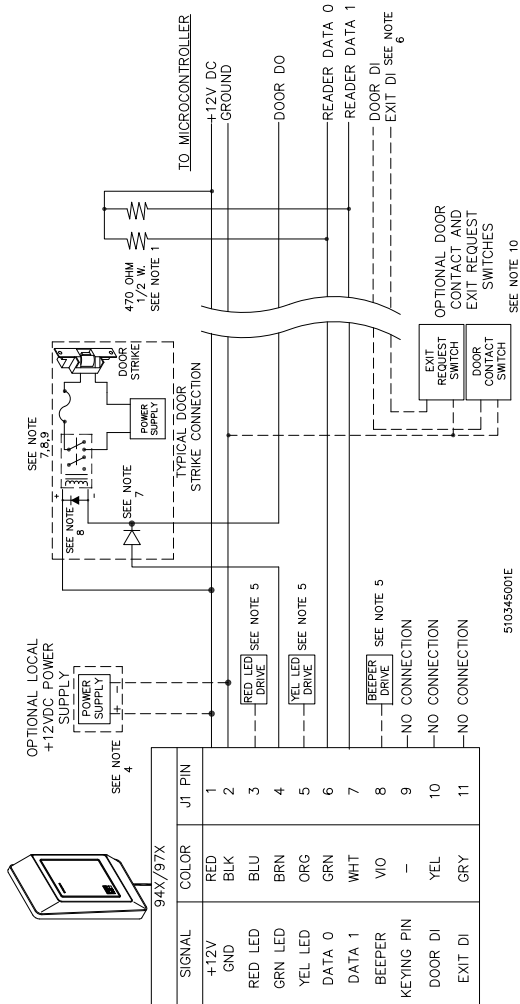 94X/97X
SIGNAL COLOR J1 PIN
+12V RED 1
GND BLK 2
RED LED BLU 3
GRN LED BRN 4
YEL LED ORG 5
DATA 0 GRN 6
DATA 1 WHT 7
BEEPER VIO 8
KEYING PIN – 9
DOOR DI YEL 10
EXIT DI GRY 11
OPTIONAL LOCAL
+12VDC POWER
SUPPLY
POWER
SUPPLY
+ -
SEE NOTE
4
RED LED
DRIVE
SEE NOTE 5
YEL LED
DRIVE
SEE NOTE 5
BEEPER
DRIVE
SEE NOTE 5
NO CONNECTION
NO CONNECTION
NO CONNECTION
SEE NOTE
7,8,9
+
-
SEE NOTE
8
DOOR
STRIKE
POWER
SUPPLY
SEE NOTE
7
TYPICAL DOOR
STRIKE CONNECTION
470 OHM
1/2 W.
SEE NOTE 1
TO MICROCONTROLLER
+12V DC
GROUND
DOOR DO
READER DATA 0
READER DATA 1
DOOR DI
EXIT DI SEE NOTE
6
OPTIONAL DOOR
CONTACT AND
EXIT REQUEST
SWITCHES
EXIT
REQUEST
SWITCH
DOOR
CONTACT
SWITCH
SEE NOTE 10
510345001E